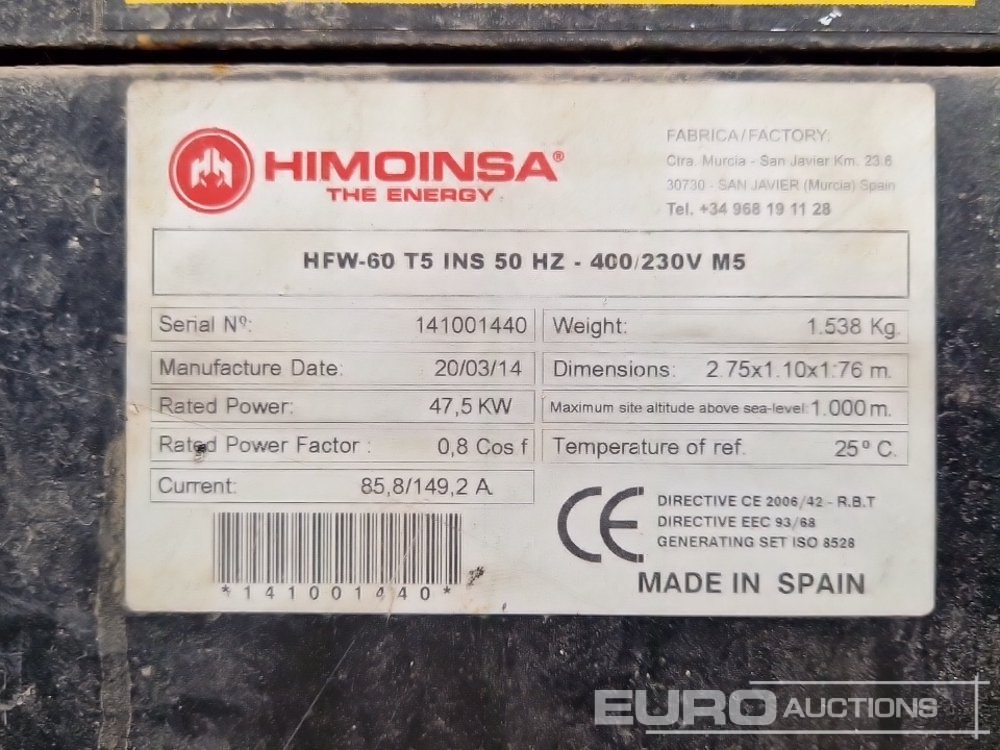 HIMOINSA®
THE ENERGY
FABRICA/FACTORY:
Ctra. Murcia - San Javier Km. 23.6
30730 - SAN JAVIER (Murcia) Spain
Tel. +34 968 19 11 28
HFW-60 T5 INS 50 HZ - 400/230V M5
Serial Nº: 141001440
Manufacture Date: 20/03/14
Rated Power: 47,5 KW
Rated Power Factor : 0,8 Cos f
Current: 85,8/149,2 A
Weight: 1.538 Kg.
Dimensions: 2.75x1.10x1.76 m.
Maximum site altitude above sea-level: 1.000 m.
Temperature of ref. 25º C.
*141001440*
CE
DIRECTIVE CE 2006/42 - R.B.T
DIRECTIVE EEC 93/68
GENERATING SET ISO 8528
MADE IN SPAIN
EURO AUCTIONS